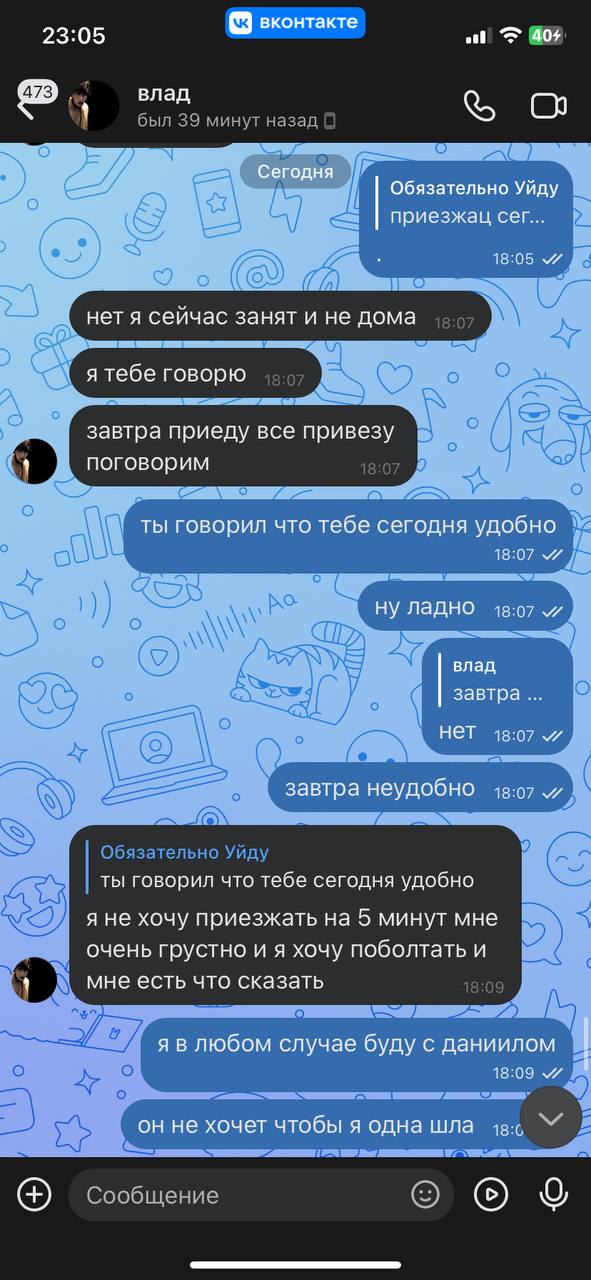 23:05
вконтакте
40
473
влад
был 39 минут назад
Сегодня
Обязательно Уйду
приезжац сег...
.
18:05
нет я сейчас занят и не дома 18:07
я тебе говорю 18:07
завтра приеду все привезу
поговорим 18:07
ты говорил что тебе сегодня удобно
18:07
ну ладно 18:07
влад
завтра ...
нет 18:07
завтра неудобно 18:07
Обязательно Уйду
ты говорил что тебе сегодня удобно
я не хочу приезжать на 5 минут мне
очень грустно и я хочу поболтать и
мне есть что сказать 18:09
я в любом случае буду с даниилом
18:09
он не хочет чтобы я одна шла
Сообщение